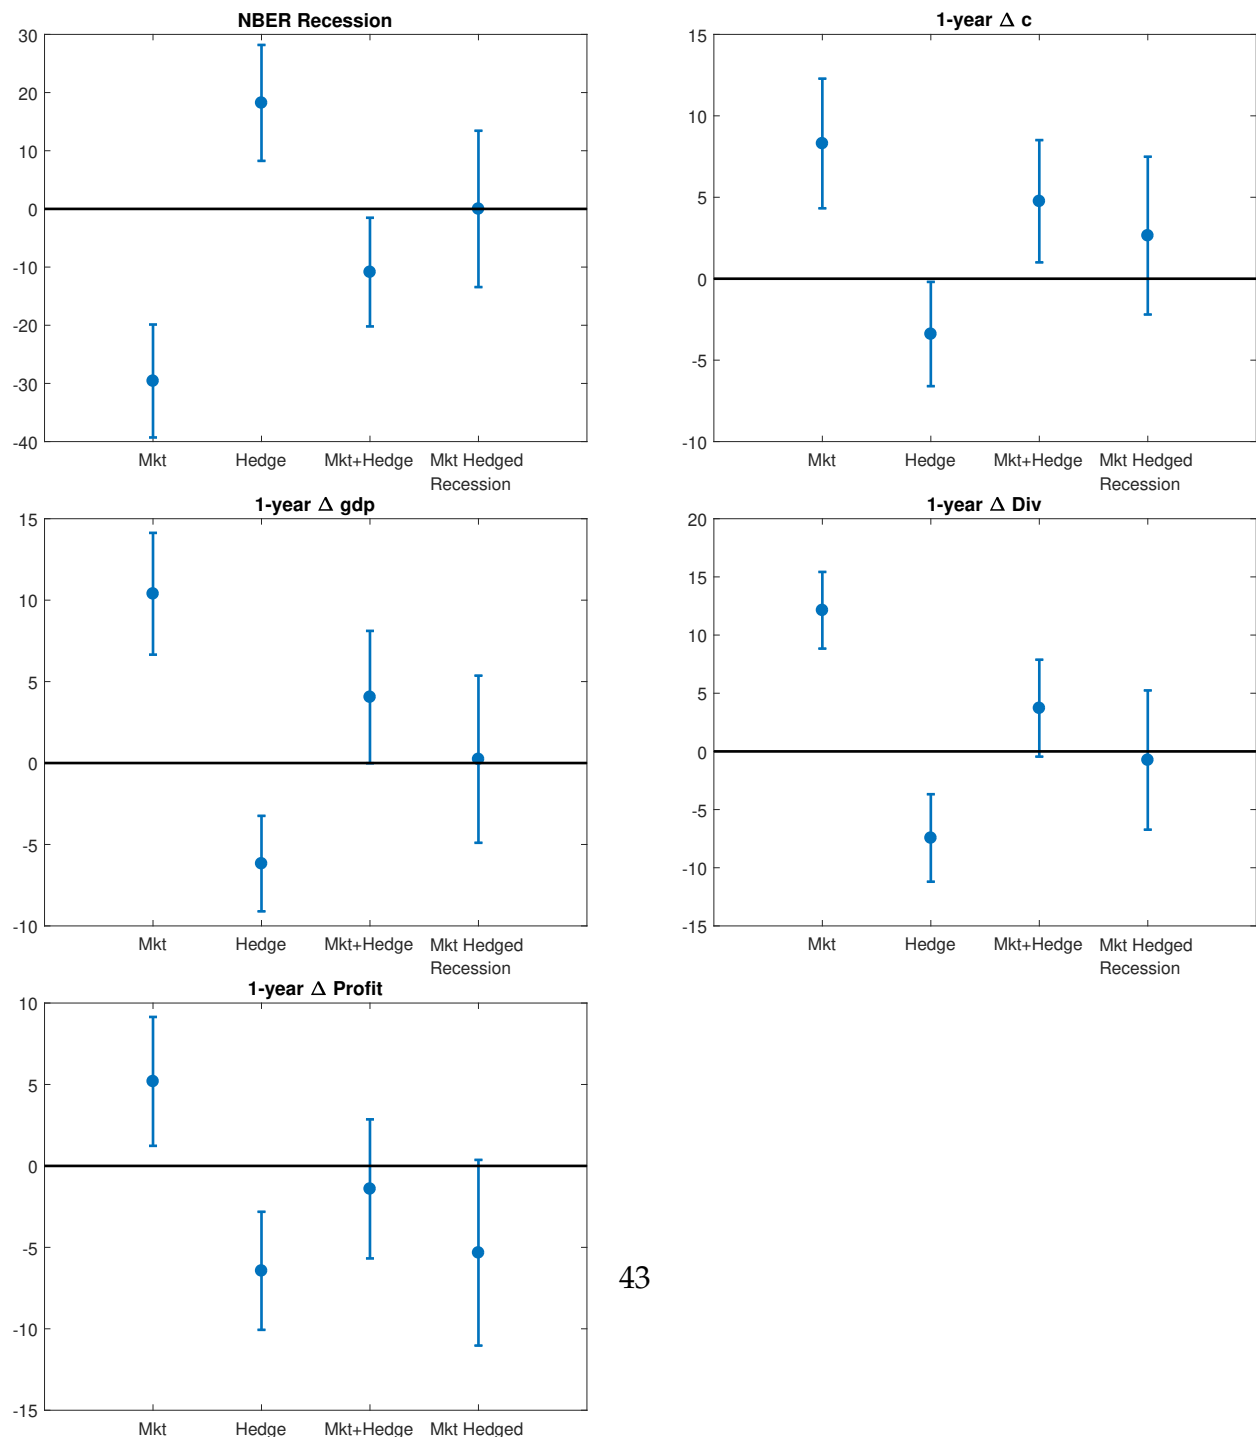 NBER Recession
30
20
10
0
-10
-20
-30
-40
Mkt Hedge Mkt+Hedge Mkt Hedged
Recession
1-year Δ c
15
10
5
0
-5
-10
Mkt Hedge Mkt+Hedge Mkt Hedged
Recession
1-year Δ gdp
15
10
5
0
-5
-10
Mkt Hedge Mkt+Hedge Mkt Hedged
Recession
1-year Δ Div
20
15
10
5
0
-5
-10
-15
Mkt Hedge Mkt+Hedge Mkt Hedged
Recession
1-year Δ Profit
10
5
0
-5
-10
-15
Mkt Hedge Mkt+Hedge Mkt Hedged
43